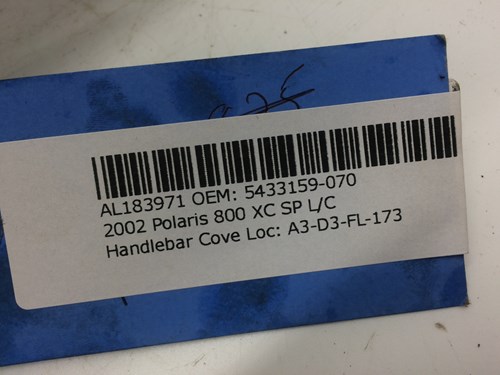 AL183971 OEM: 5433159-070
2002 Polaris 800 XC SP L/C
Handlebar Cove Loc: A3-D3-FL-173